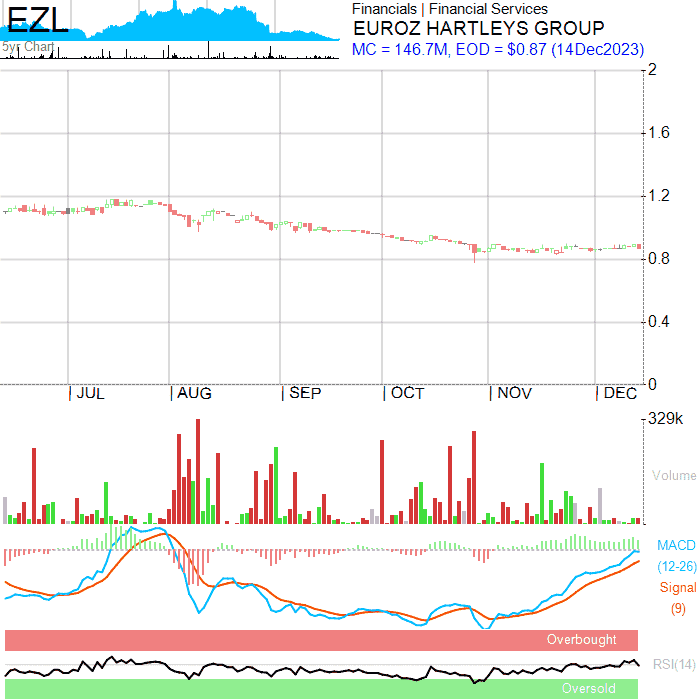 EZL
5yr Chart
Financials | Financial Services
EUROZ HARTLEYS GROUP
MC = 146.7M, EOD = $0.87 (14Dec2023)
2
1.6
1.2
0.8
0.4
0
JUL AUG SEP OCT NOV DEC
329k
Volume
MACD
(12-26)
Signal
(9)
Overbought
RSI(14)
Oversold